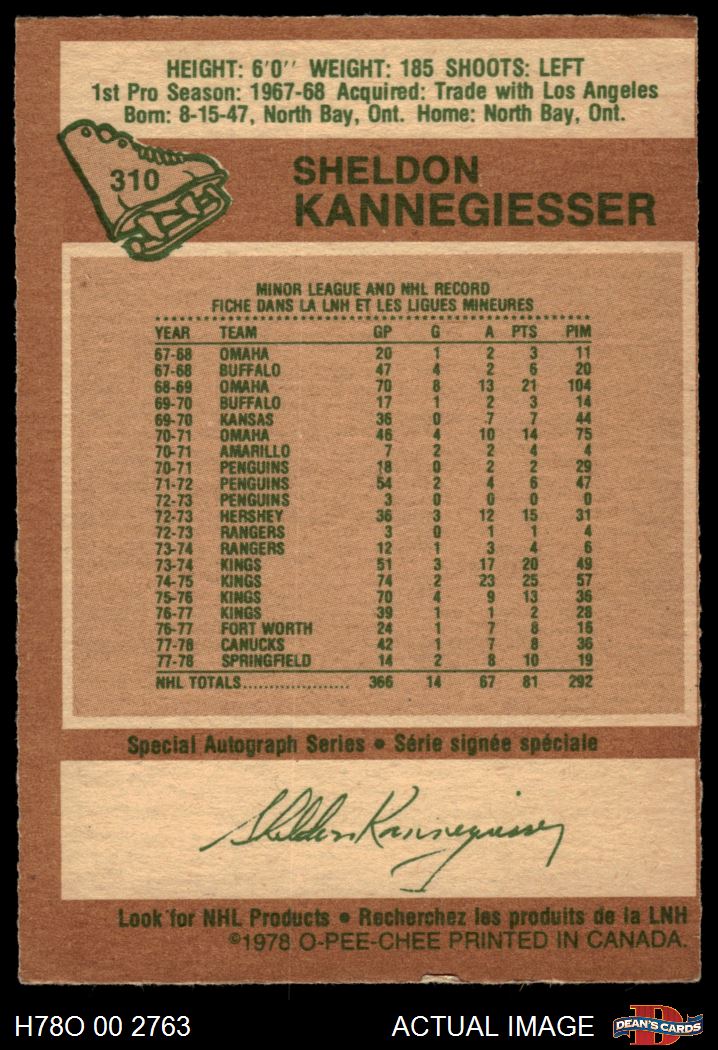 HEIGHT: 6'0'' WEIGHT: 185 SHOOTS: LEFT
1st Pro Season: 1967-68 Acquired: Trade with Los Angeles
Born: 8-15-47, North Bay, Ont. Home: North Bay, Ont.
310
SHELDON
KANNEGIESSER
MINOR LEAGUE AND NHL RECORD
FICHE DANS LA LNH ET LES LIGUES MINEURES
YEAR TEAM GP G A PTS PIM
67-68 OMAHA 20 1 2 3 11
67-68 BUFFALO 47 4 2 6 20
68-69 OMAHA 70 8 13 21 104
69-70 BUFFALO 17 1 2 3 14
69-70 KANSAS 36 0 7 7 44
70-71 OMAHA 46 4 10 14 75
70-71 AMARILLO 7 2 2 4 4
70-71 PENGUINS 18 0 2 2 29
71-72 PENGUINS 54 2 4 6 47
72-73 PENGUINS 3 0 0 0 0
72-73 HERSHEY 36 3 12 15 31
72-73 RANGERS 3 0 1 1 4
73-74 RANGERS 12 1 3 4 6
73-74 KINGS 51 3 17 20 49
74-75 KINGS 74 2 23 25 57
75-76 KINGS 70 4 9 13 36
76-77 KINGS 39 1 1 2 28
76-77 FORT WORTH 24 1 7 8 16
77-78 CANUCKS 42 1 7 8 36
77-78 SPRINGFIELD 14 2 8 10 19
NHL TOTALS.................... 366 14 67 81 292
Special Autograph Series • Série signée spéciale
Sheldon Kannegiesser
Look for NHL Products • Recherchez les produits de la LNH
©1978 O-PEE-CHEE PRINTED IN CANADA.
H78O 00 2763 ACTUAL IMAGE D DEAN'S CARDS